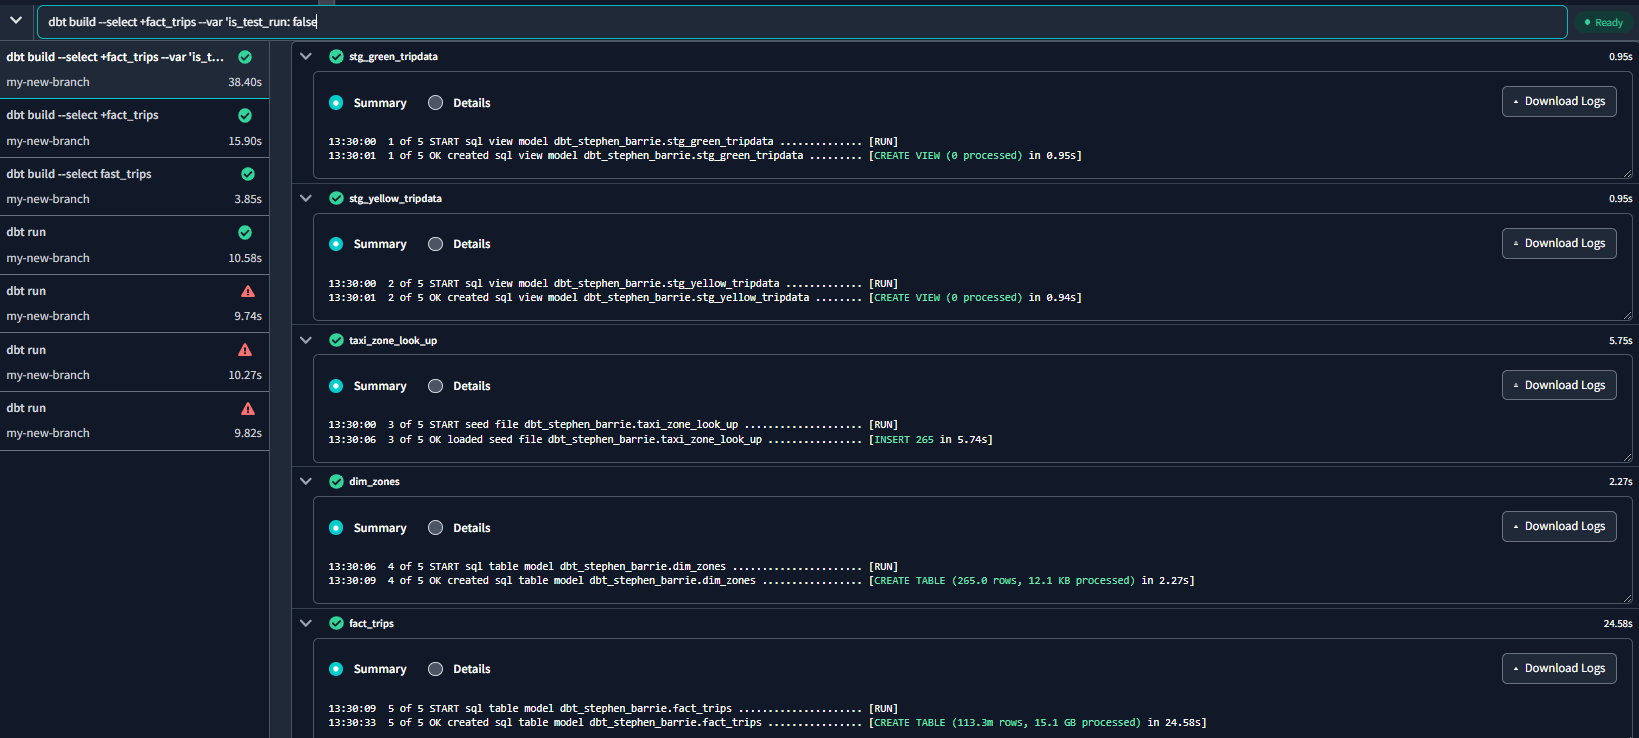 dbt build --select +fact_trips --var 'is_test_run: false
Ready
dbt build --select +fact_trips --var 'is_t...
my-new-branch 38.40s
dbt build --select +fact_trips
my-new-branch 15.90s
dbt build --select fast_trips
my-new-branch 3.85s
dbt run
my-new-branch 10.58s
dbt run
my-new-branch 9.74s
dbt run
my-new-branch 10.27s
dbt run
my-new-branch 9.82s
stg_green_tripdata 0.95s
Summary Details Download Logs
13:30:00 1 of 5 START sql view model dbt_stephen_barrie.stg_green_tripdata .............. [RUN]
13:30:01 1 of 5 OK created sql view model dbt_stephen_barrie.stg_green_tripdata ......... [CREATE VIEW (0 processed) in 0.95s]
stg_yellow_tripdata 0.95s
Summary Details Download Logs
13:30:00 2 of 5 START sql view model dbt_stephen_barrie.stg_yellow_tripdata ............. [RUN]
13:30:01 2 of 5 OK created sql view model dbt_stephen_barrie.stg_yellow_tripdata ........ [CREATE VIEW (0 processed) in 0.94s]
taxi_zone_look_up 5.75s
Summary Details Download Logs
13:30:00 3 of 5 START seed file dbt_stephen_barrie.taxi_zone_look_up .................... [RUN]
13:30:06 3 of 5 OK loaded seed file dbt_stephen_barrie.taxi_zone_look_up ................ [INSERT 265 in 5.74s]
dim_zones 2.27s
Summary Details Download Logs
13:30:06 4 of 5 START sql table model dbt_stephen_barrie.dim_zones ...................... [RUN]
13:30:09 4 of 5 OK created sql table model dbt_stephen_barrie.dim_zones ................. [CREATE TABLE (265.0 rows, 12.1 KB processed) in 2.27s]
fact_trips 24.58s
Summary Details Download Logs
13:30:09 5 of 5 START sql table model dbt_stephen_barrie.fact_trips ..................... [RUN]
13:30:33 5 of 5 OK created sql table model dbt_stephen_barrie.fact_trips ................ [CREATE TABLE (113.3m rows, 15.1 GB processed) in 24.58s]